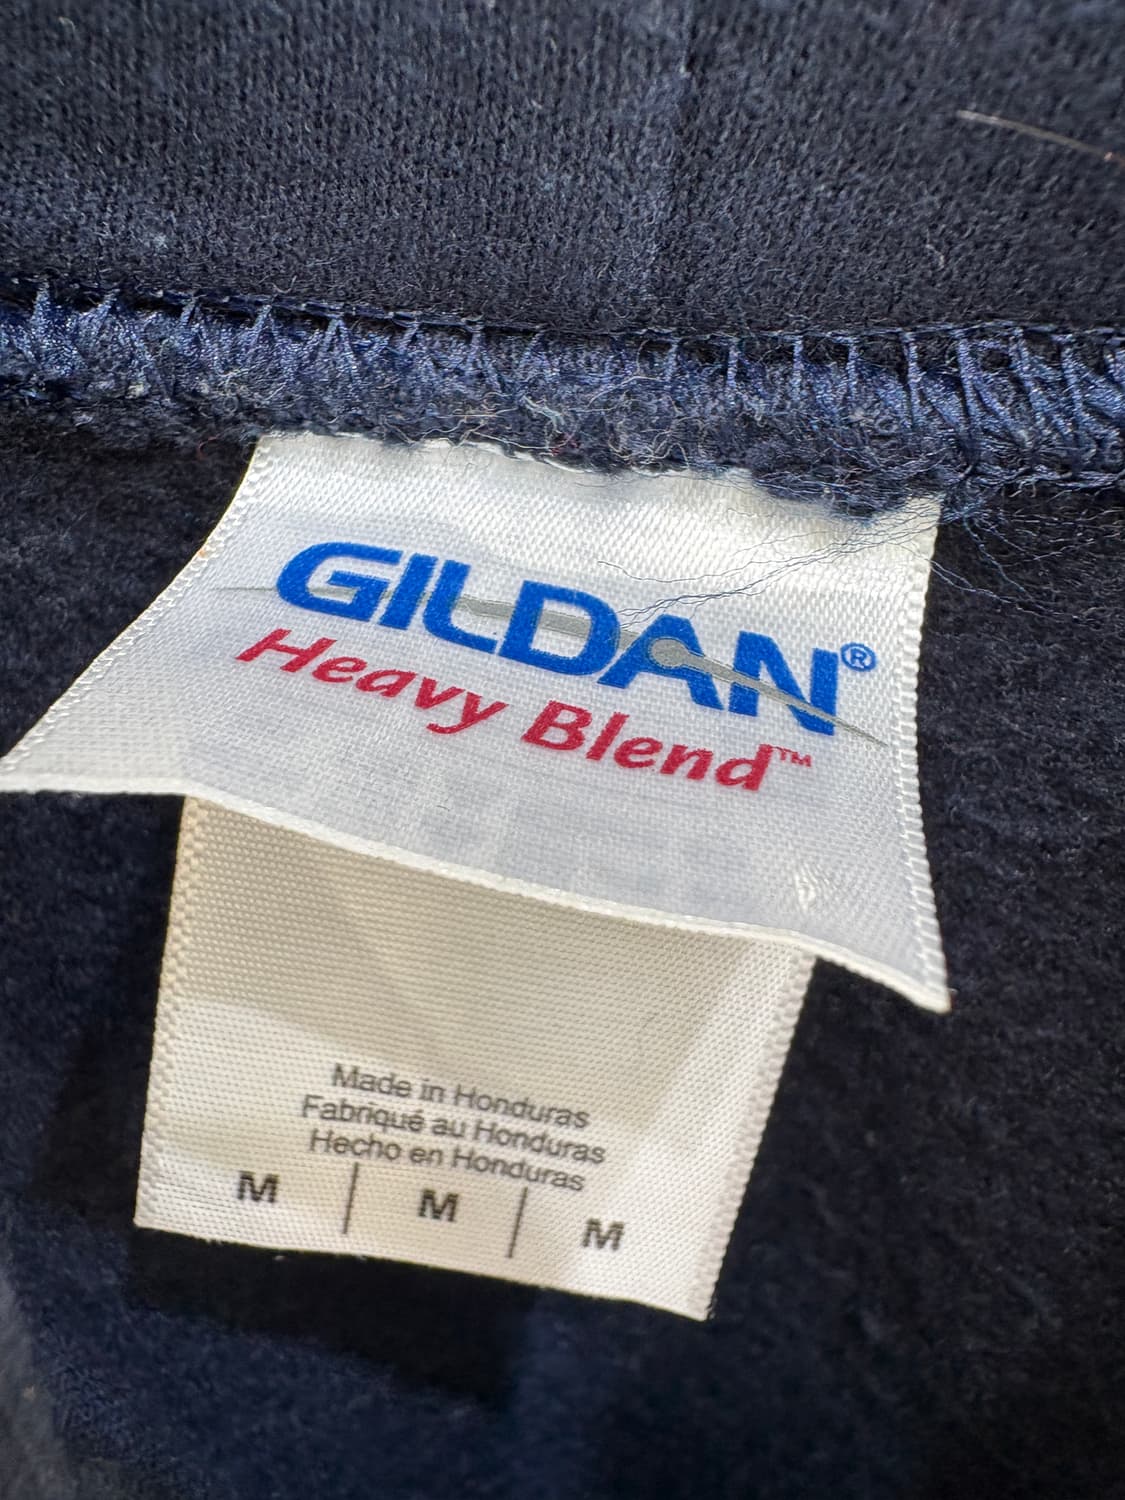 GILDAN®
Heavy Blend™
Made in Honduras
Fabriqué au Honduras
Hecho en Honduras
M | M | M